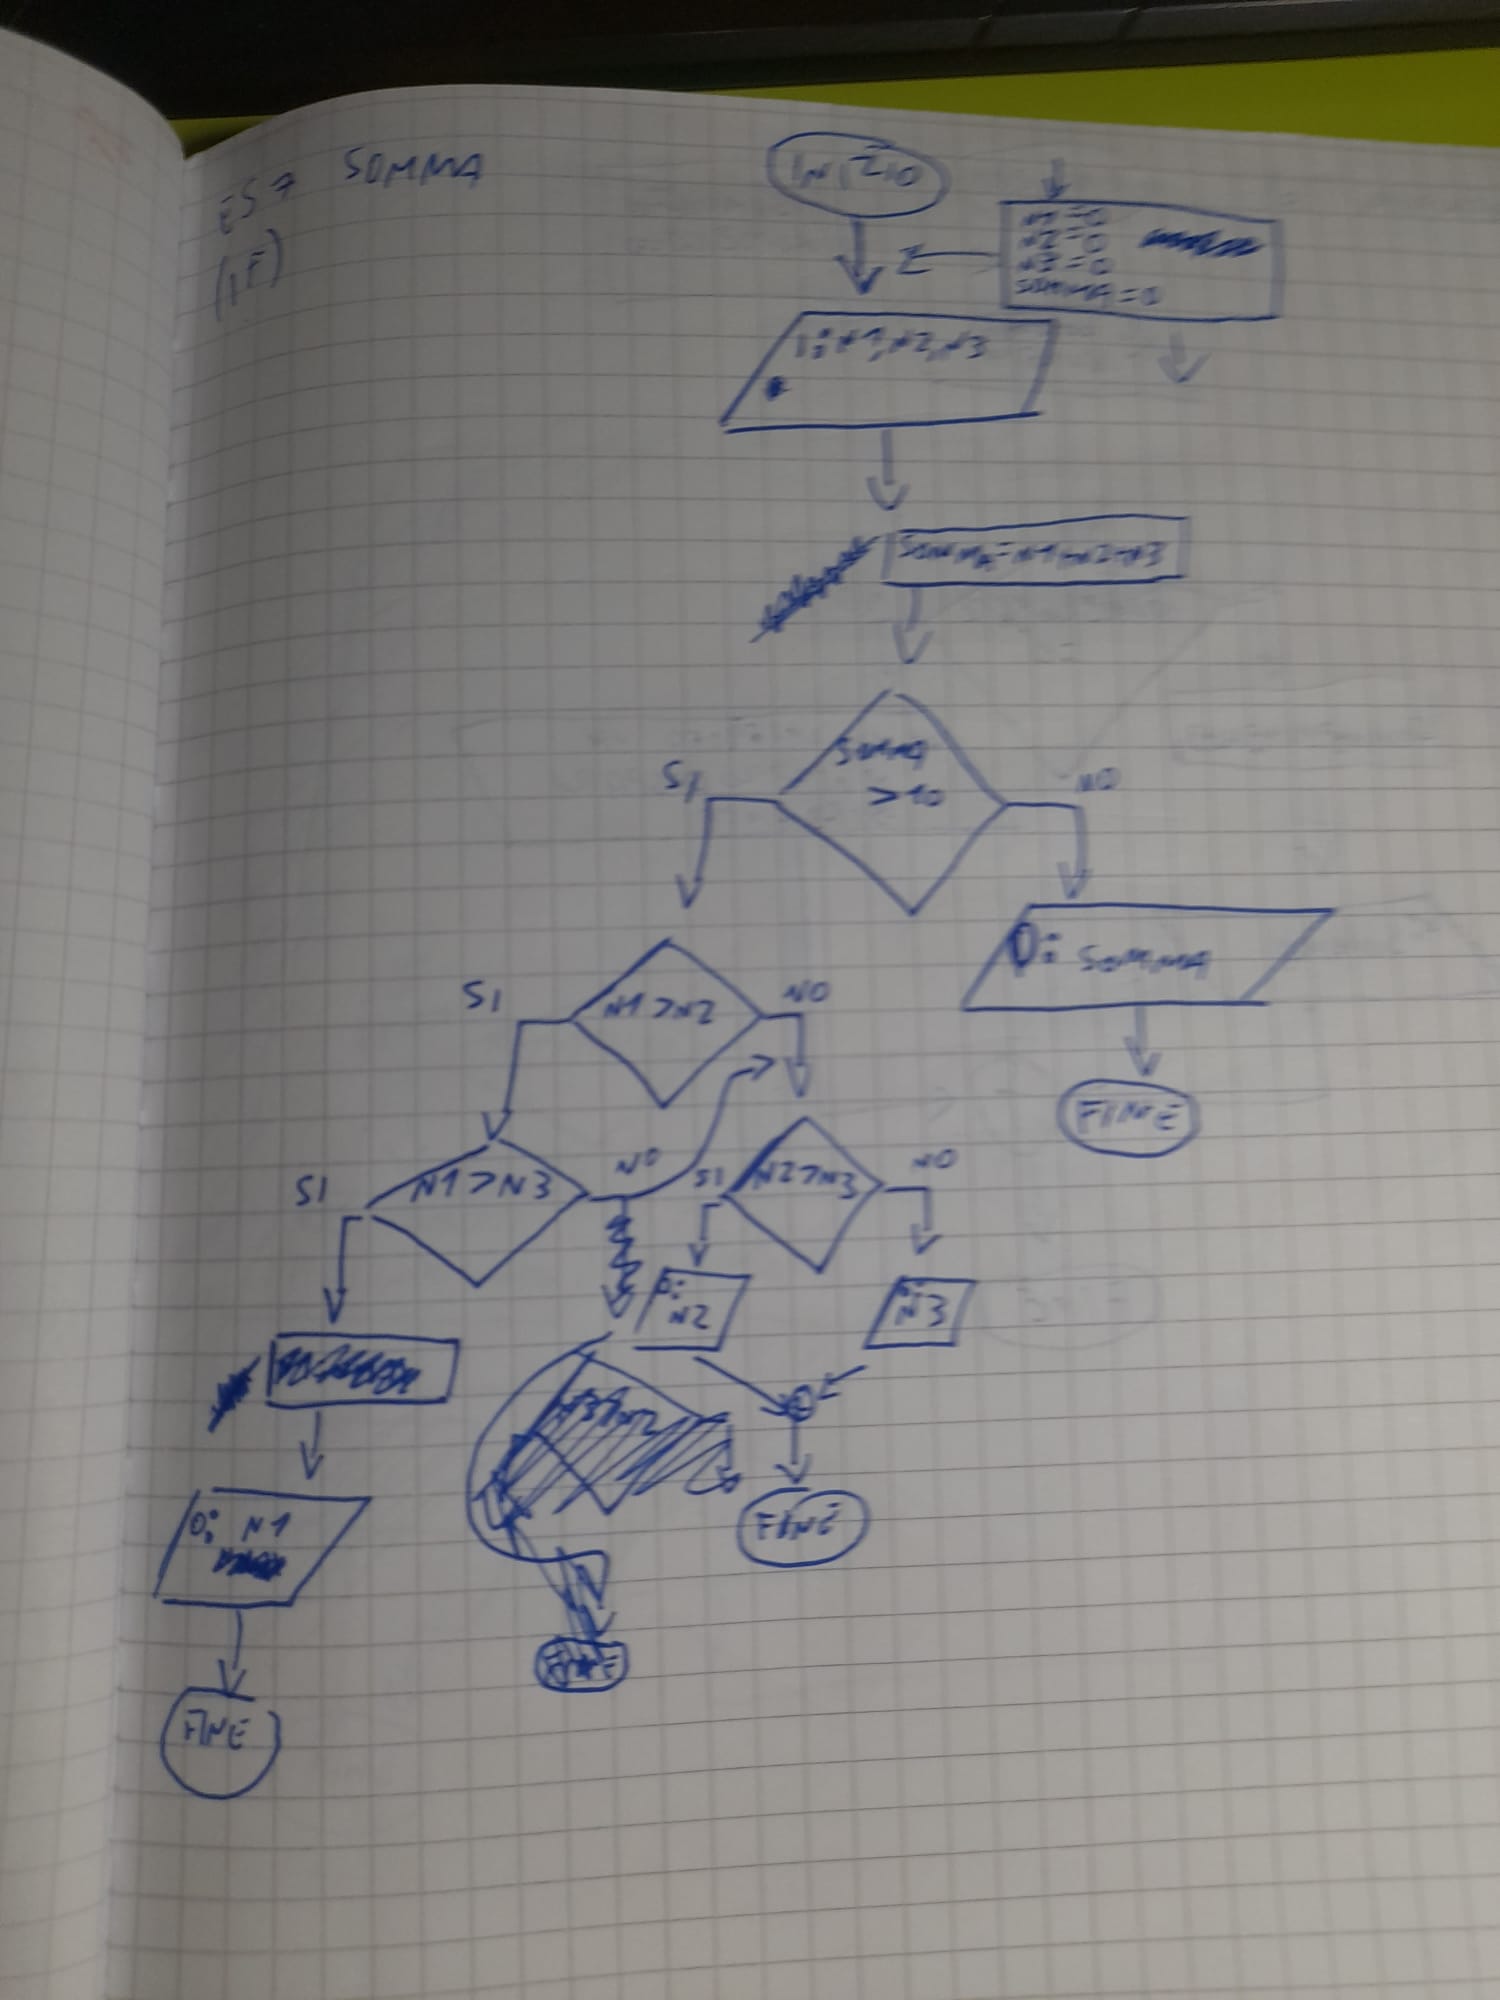 ES 7 SOMMA
(IF)
INIZIO
N1 = 0
N2 = 0
N3 = 0
SOMMA = 0
I: N1, N2, N3
SOMMA = N1+N2+N3
SOMMA
> 10
SI
NO
O: SOMMA
FINE
N1 > N2
SI
NO
N1 > N3
SI
NO
N2 > N3
SI
NO
O:
N2
O:
N3
FINE
O: N1
FINE